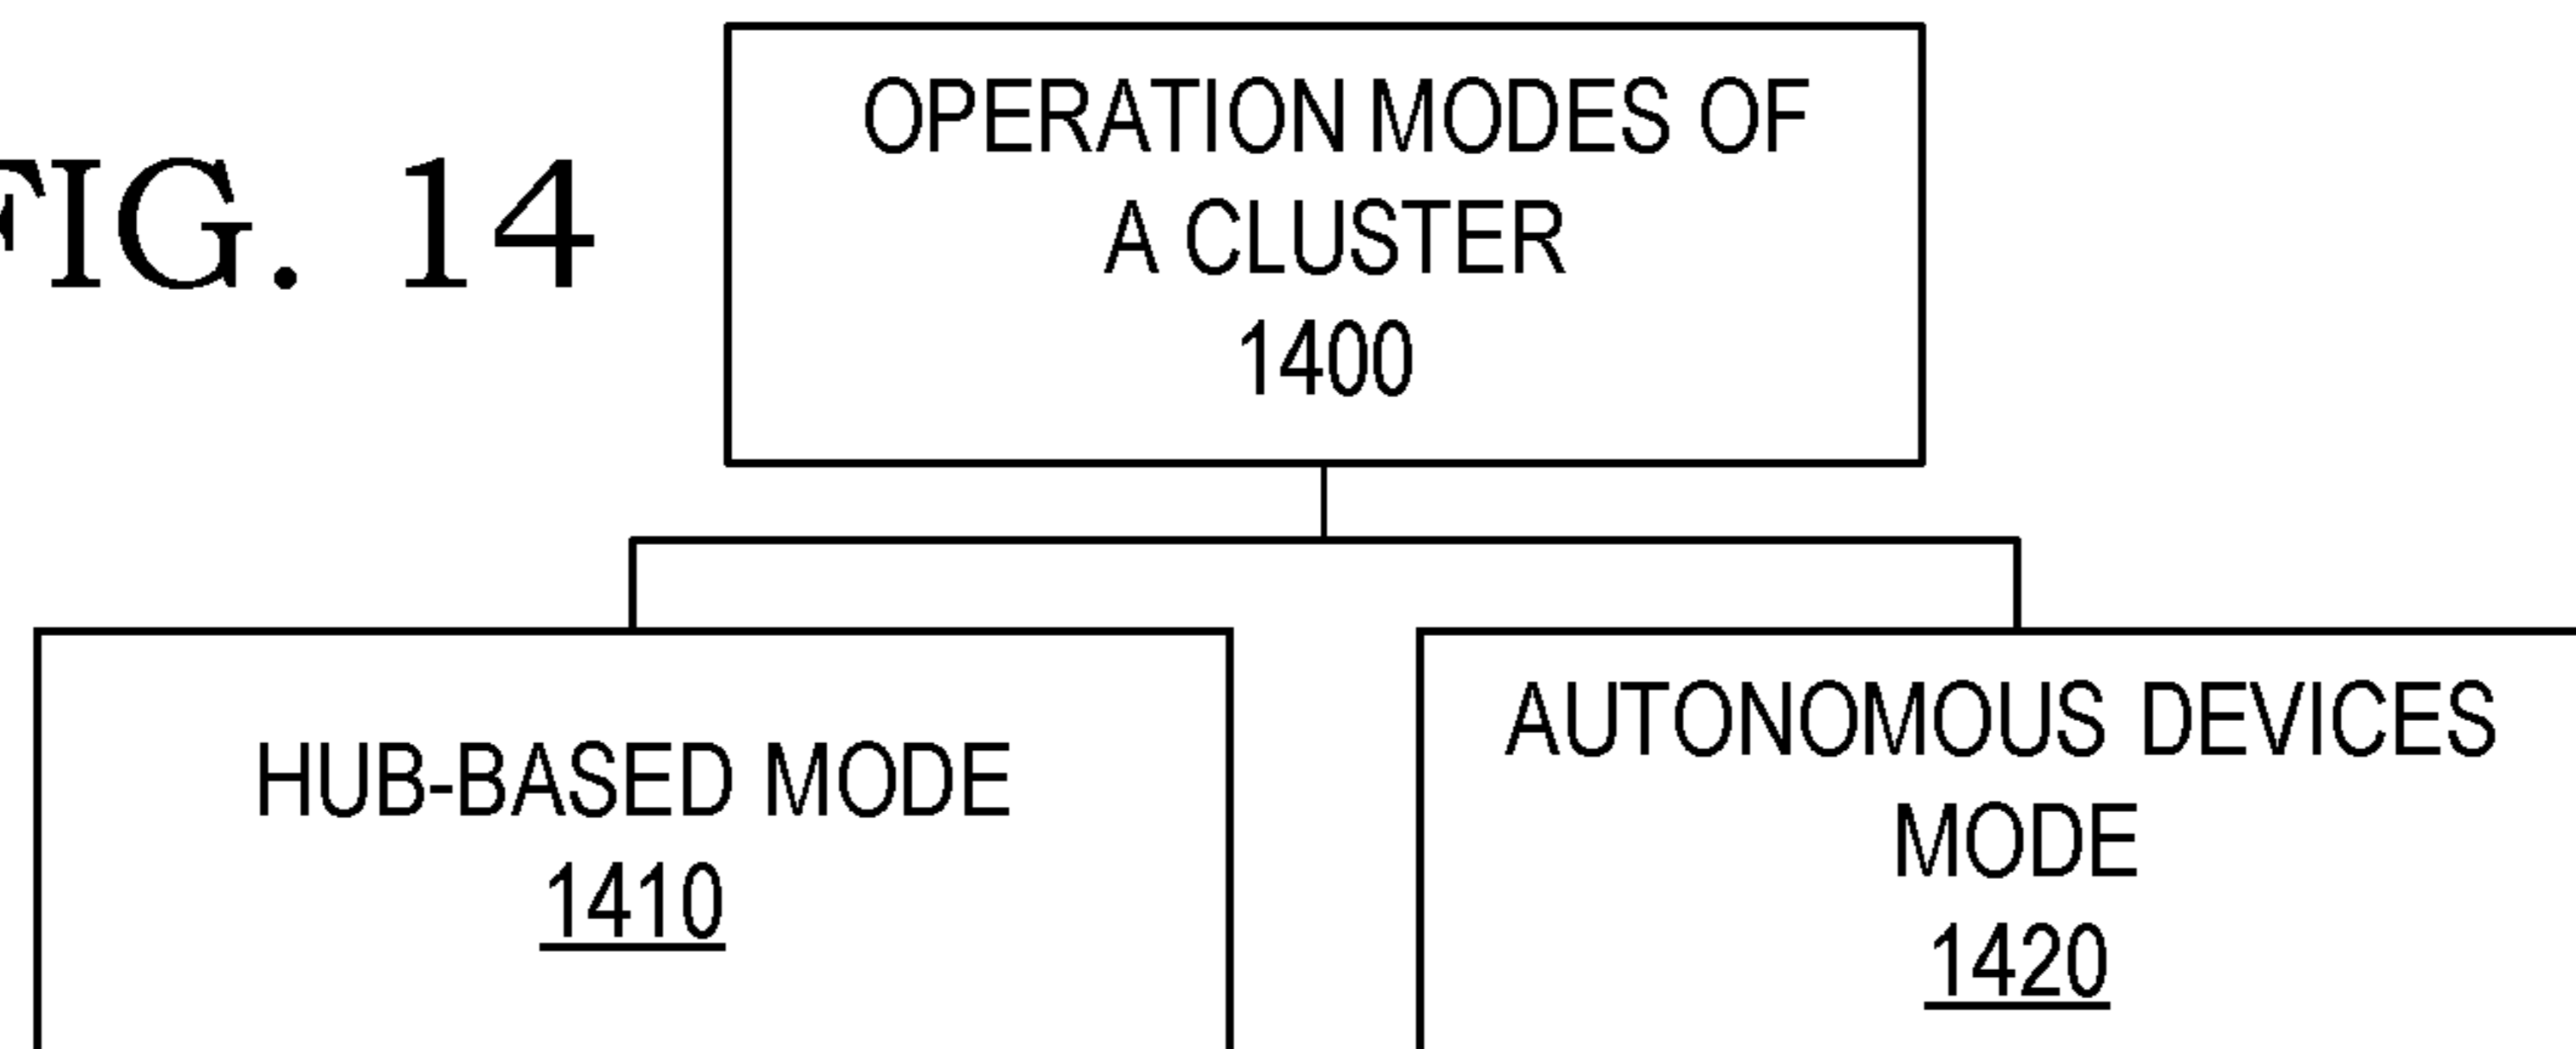 FIG. 14
OPERATION MODES OF
A CLUSTER
1400
HUB-BASED MODE
1410
AUTONOMOUS DEVICES
MODE
1420